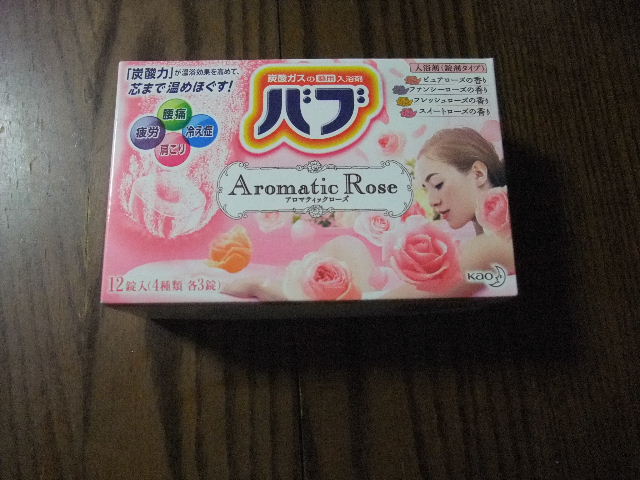 「炭酸力」が温浴効果を高めて、
芯まで温めほぐす!
腰痛
疲労
冷え症
肩こり
炭酸ガスの薬用入浴剤
バブ
入浴剤(錠剤タイプ)
ピュアローズの香り
ファンシーローズの香り
フレッシュローズの香り
スイートローズの香り
Aromatic Rose
アロマティックローズ
12錠入(4種類 各3錠)
Kao